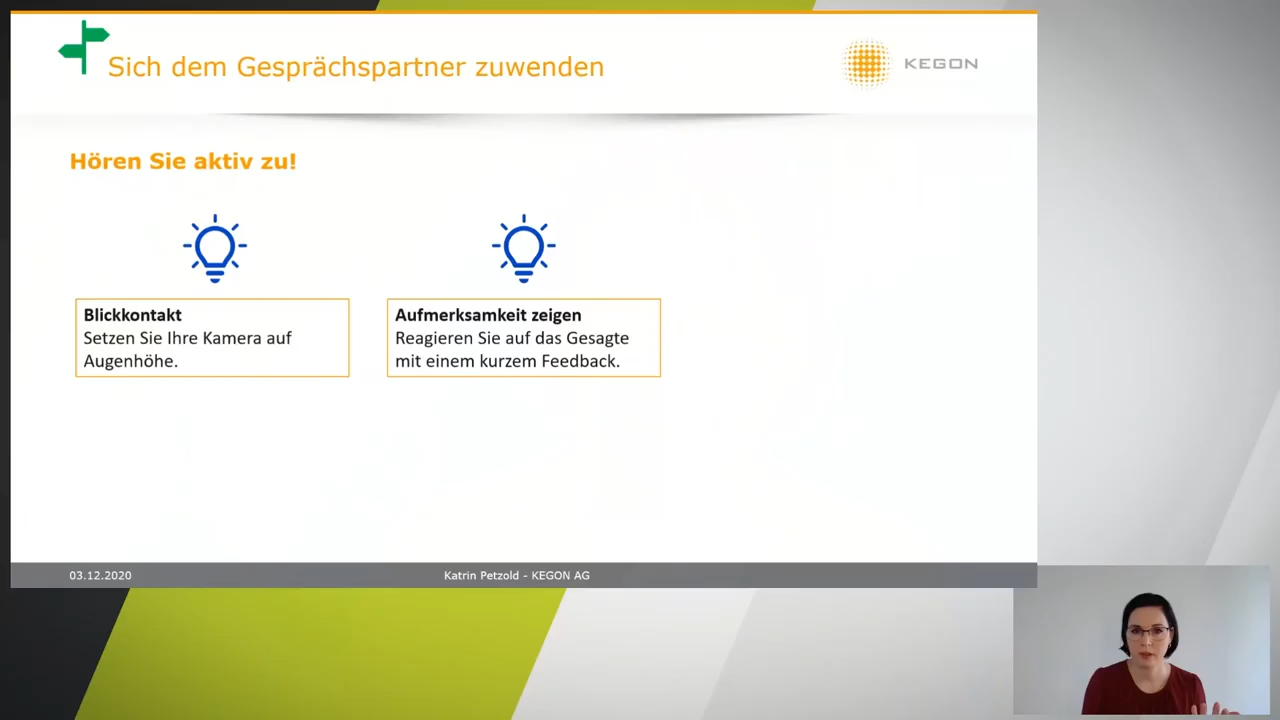 Sich dem Gesprächspartner zuwenden
KEGON
Hören Sie aktiv zu!
Blickkontakt
Setzen Sie Ihre Kamera auf
Augenhöhe.
Aufmerksamkeit zeigen
Reagieren Sie auf das Gesagte
mit einem kurzem Feedback.
03.12.2020
Katrin Petzold - KEGON AG